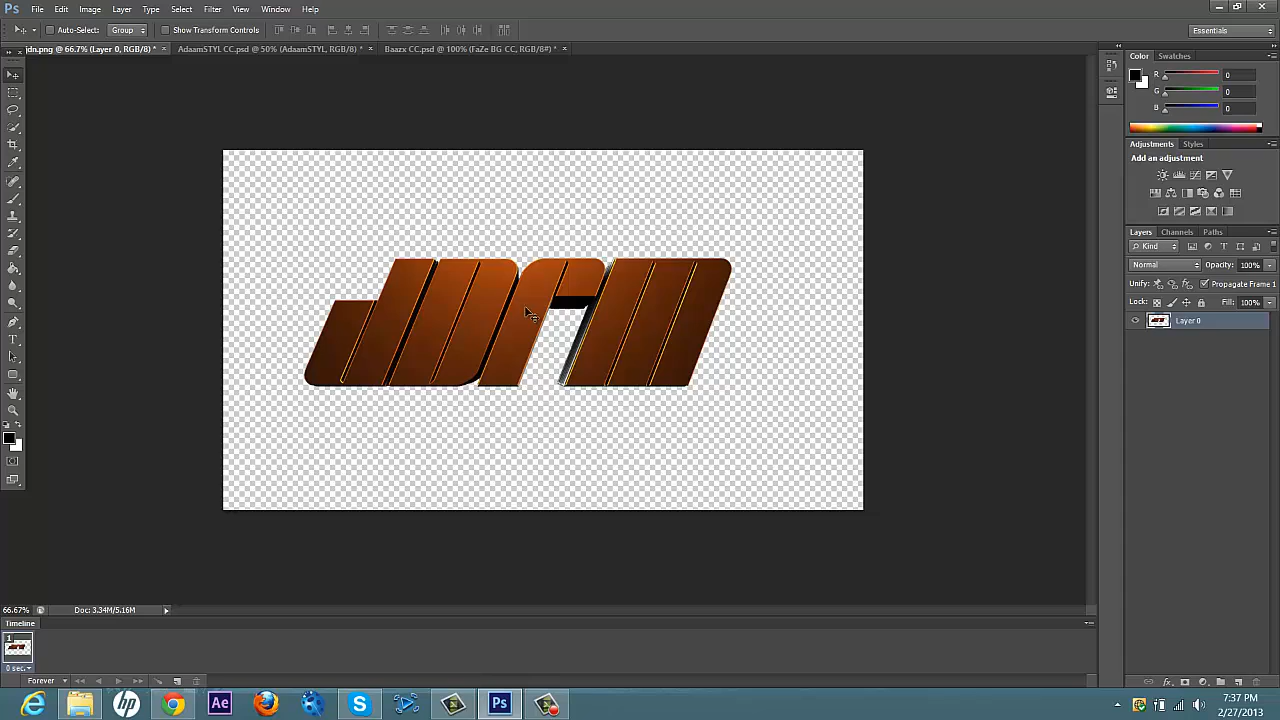 Ps File Edit Image Layer Type Select Filter View Window Help
Auto-Select: Group Show Transform Controls Essentials
dn.png @ 66.7% (Layer 0, RGB/8) * × AdaamSTYL CC.psd @ 50% (AdaamSTYL, RGB/8) * × Baazx CC.psd @ 100% (FaZe BG CC, RGB/8#) * ×
Color Swatches
R 0
G 0
B 0
Adjustments Styles
Add an adjustment
Layers Channels Paths
Kind
Normal Opacity: 100%
Unify: Propagate Frame 1
Lock: Fill: 100%
Layer 0
66.67% Doc: 3.34M/5.16M
Timeline
1
0 sec.
Forever
Ae Ps
7:37 PM
2/27/2013